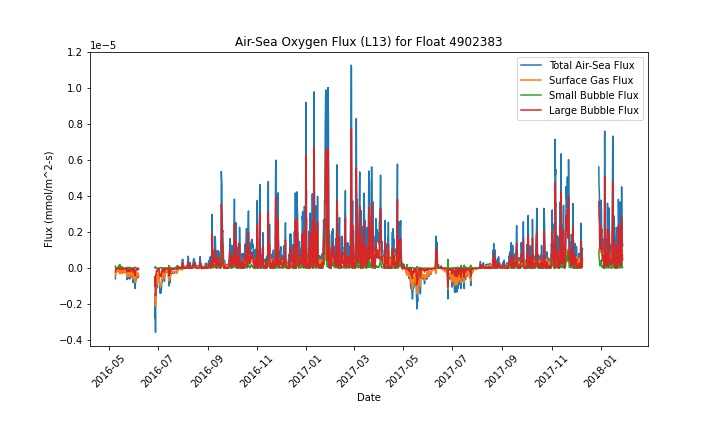 Air-Sea Oxygen Flux (L13) for Float 4902383
1e−5
1.2
1.0
0.8
0.6
0.4
0.2
0.0
−0.2
−0.4
Flux (mmol/m^2-s)
Total Air-Sea Flux
Surface Gas Flux
Small Bubble Flux
Large Bubble Flux
2016-05
2016-07
2016-09
2016-11
2017-01
2017-03
2017-05
2017-07
2017-09
2017-11
2018-01
Date